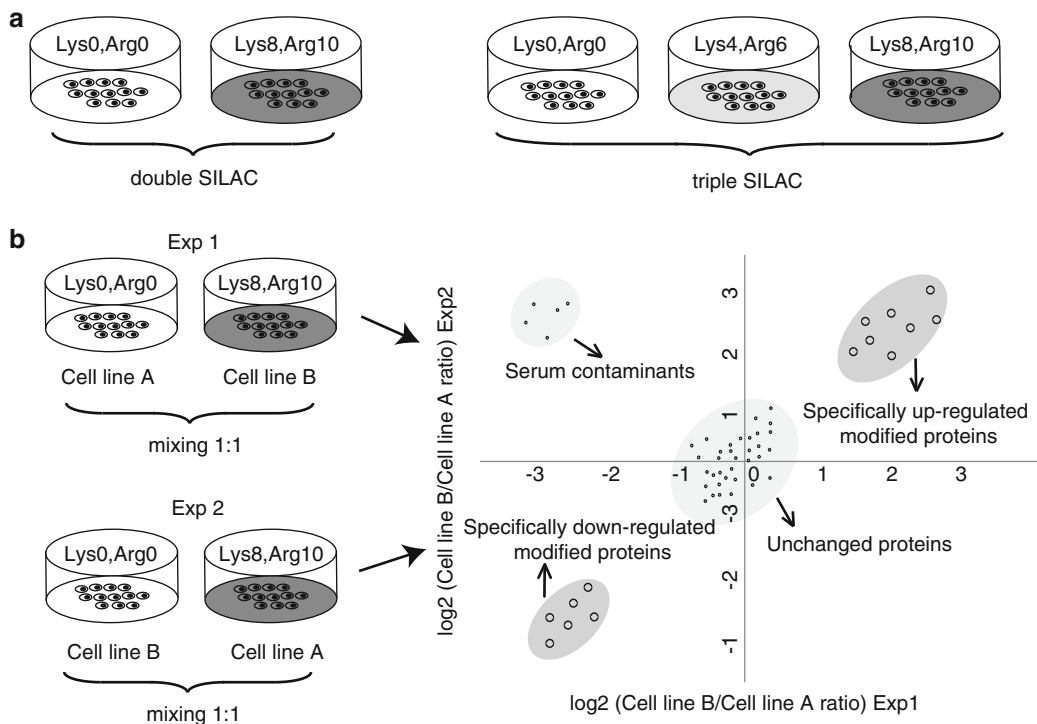 a
Lys0,Arg0
Lys8,Arg10
double SILAC
Lys0,Arg0
Lys4,Arg6
Lys8,Arg10
triple SILAC
b
Exp 1
Lys0,Arg0
Lys8,Arg10
Cell line A
Cell line B
mixing 1:1
Exp 2
Lys0,Arg0
Lys8,Arg10
Cell line B
Cell line A
mixing 1:1
log2 (Cell line B/Cell line A ratio) Exp2
3
2
1
-3
-2
-1
-3
-2
-1
0
1
2
3
Serum contaminants
Specifically up-regulated
modified proteins
Specifically down-regulated
modified proteins
Unchanged proteins
log2 (Cell line B/Cell line A ratio) Exp1